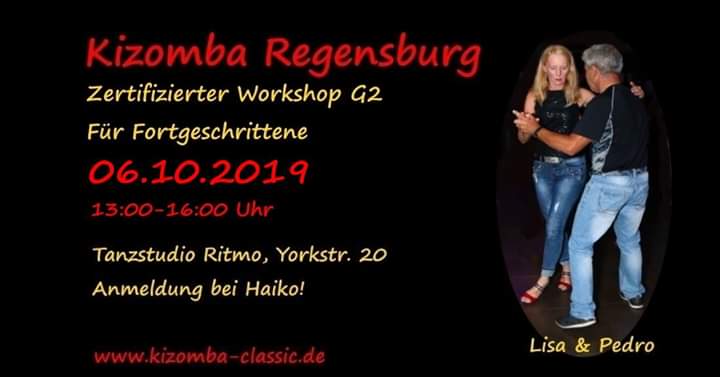 Kizomba Regensburg
Zertifizierter Workshop G2
Für Fortgeschrittene
06.10.2019
13:00-16:00 Uhr
Tanzstudio Ritmo, Yorkstr. 20
Anmeldung bei Haiko!
www.kizomba-classic.de
Lisa & Pedro